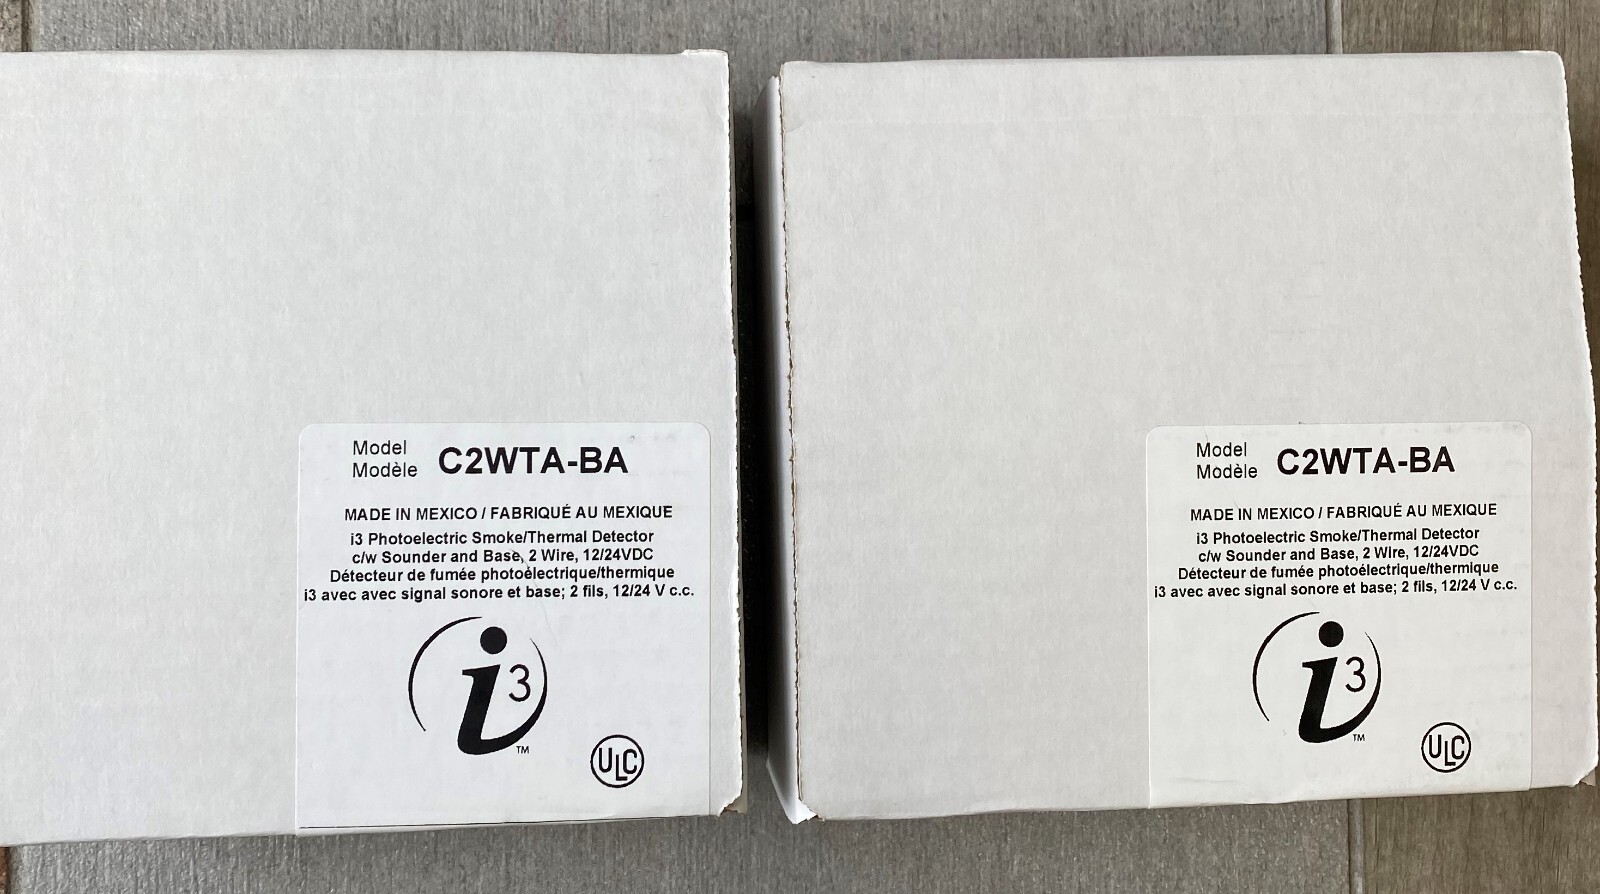 Model
Modèle
C2WTA-BA
MADE IN MEXICO / FABRIQUÉ AU MEXIQUE
i3 Photoelectric Smoke/Thermal Detector
c/w Sounder and Base, 2 Wire, 12/24VDC
Détecteur de fumée photoélectrique/thermique
i3 avec avec signal sonore et base; 2 fils, 12/24 V c.c.
i3
TM
ULC
Model
Modèle
C2WTA-BA
MADE IN MEXICO / FABRIQUÉ AU MEXIQUE
i3 Photoelectric Smoke/Thermal Detector
c/w Sounder and Base, 2 Wire, 12/24VDC
Détecteur de fumée photoélectrique/thermique
i3 avec avec signal sonore et base; 2 fils, 12/24 V c.c.
i3
TM
ULC